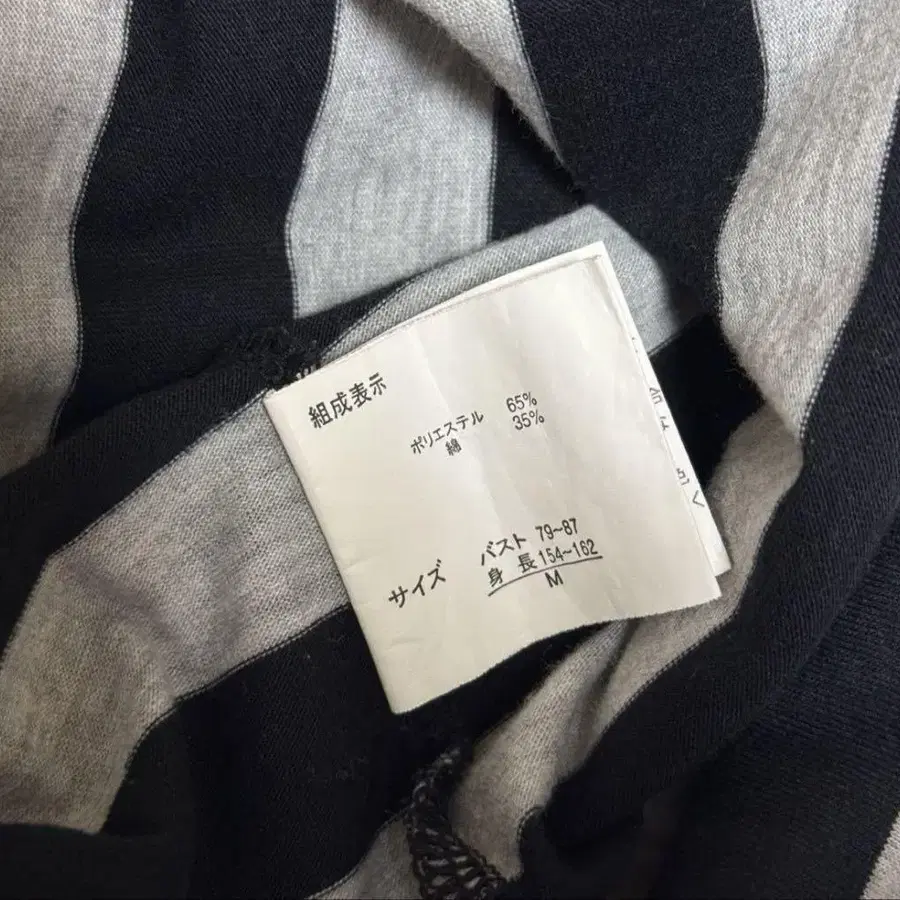 組成表示
ポリエステル 65%
綿 35%
サイズ
バスト 79~87
身長 154~162
M